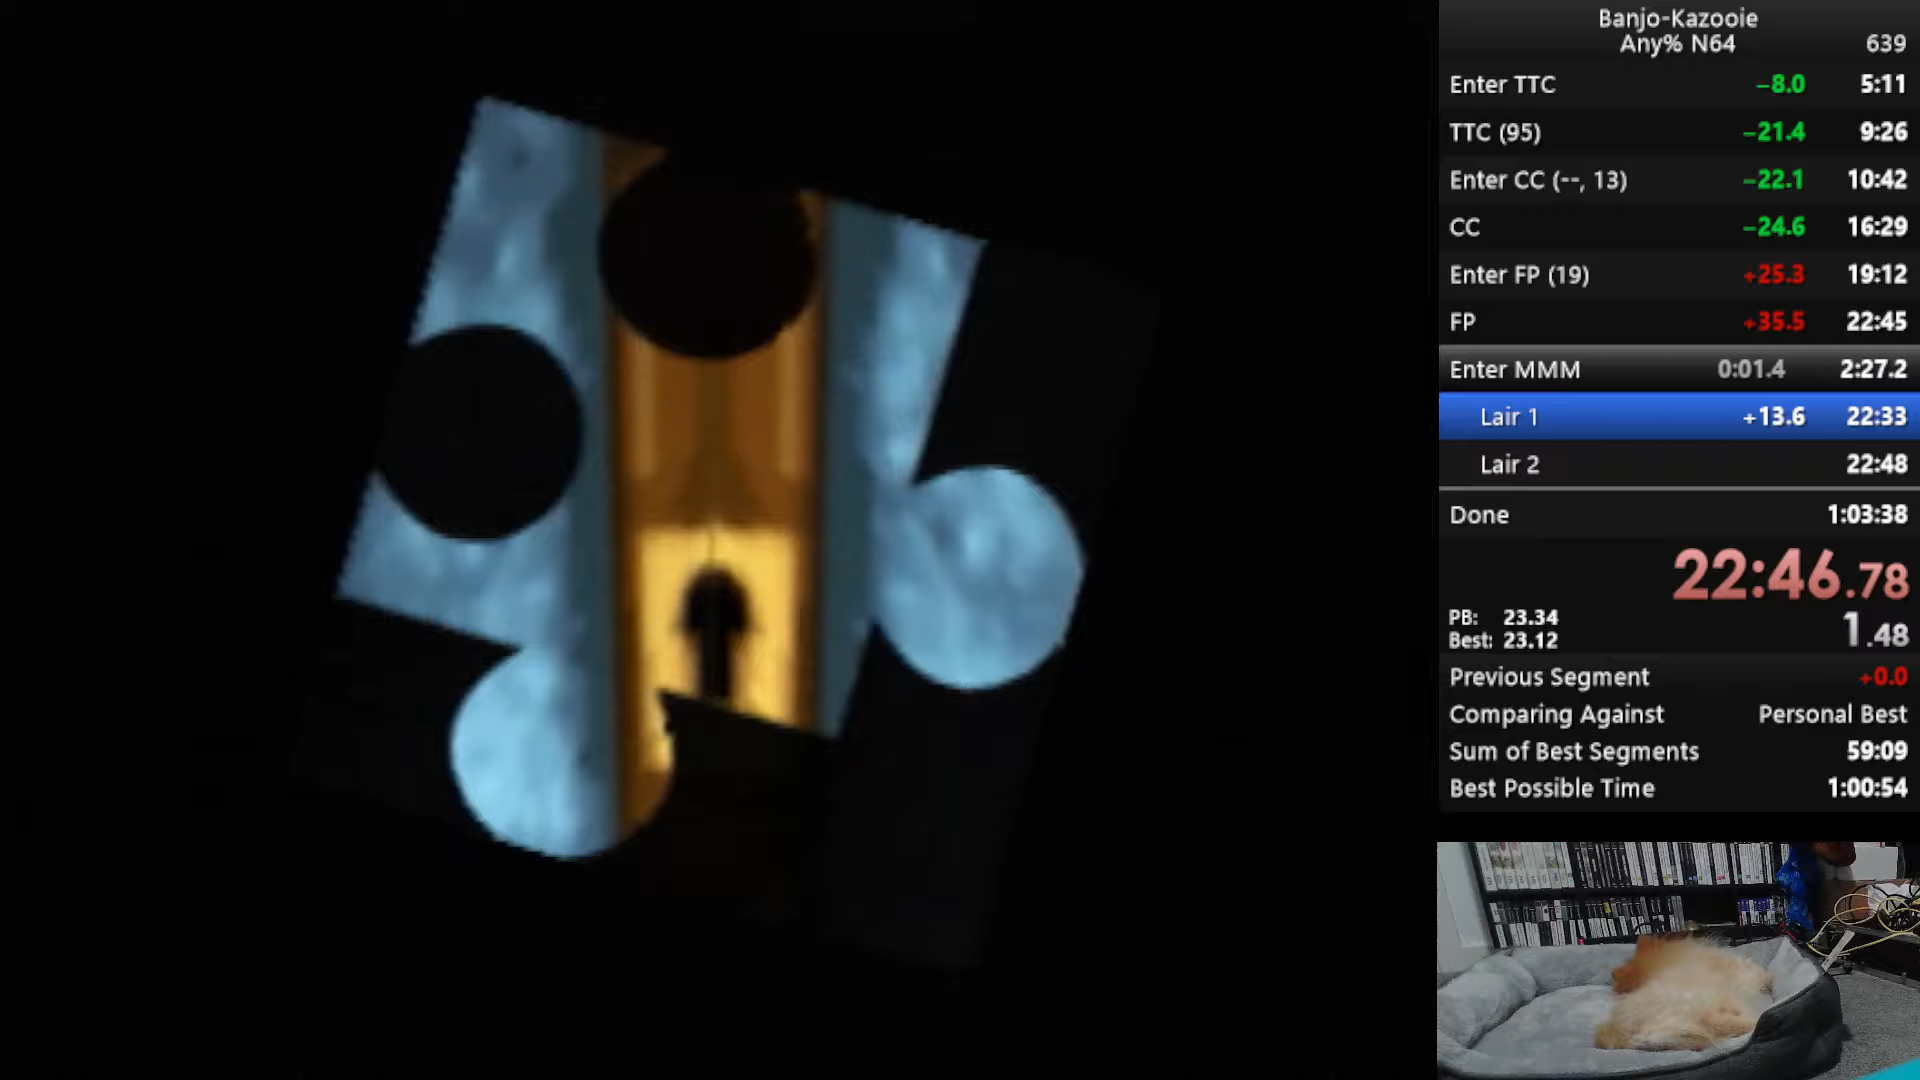 Banjo-Kazooie
Any% N64 639
Enter TTC −8.0 5:11
TTC (95) −21.4 9:26
Enter CC (--, 13) −22.1 10:42
CC −24.6 16:29
Enter FP (19) +25.3 19:12
FP +35.5 22:45
Enter MMM 0:01.4 2:27.2
Lair 1 +13.6 22:33
Lair 2 22:48
Done 1:03:38
22:46.78
PB: 23.34
Best: 23.12
1.48
Previous Segment +0.0
Comparing Against Personal Best
Sum of Best Segments 59:09
Best Possible Time 1:00:54